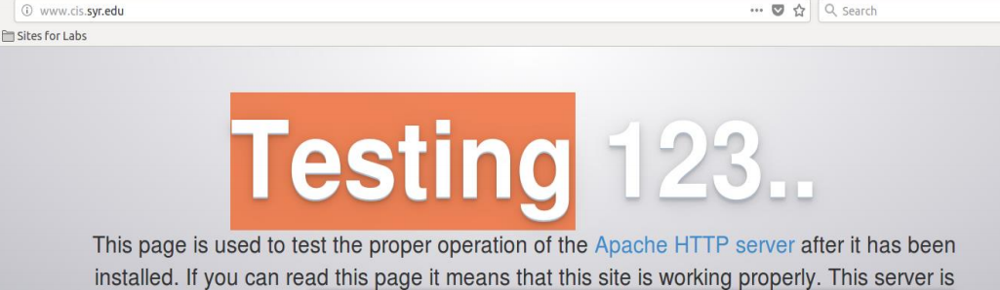 www.cis.syr.edu
Search
Sites for Labs
Testing 123..
This page is used to test the proper operation of the Apache HTTP server after it has been
installed. If you can read this page it means that this site is working properly. This server is